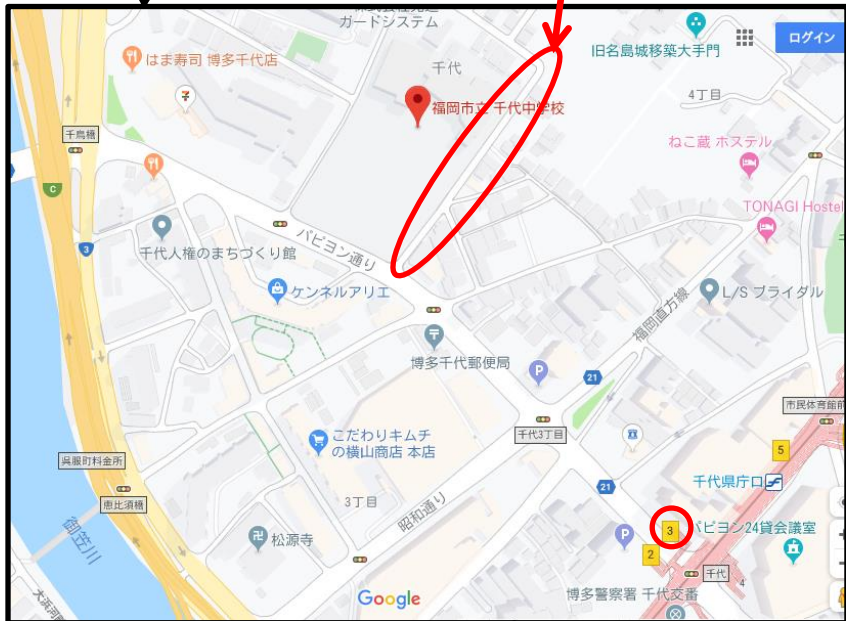 ガードシステム
ログイン
旧名島城移築大手門
はま寿司 博多千代店
千代
4丁目
福岡市立 千代中学校
千鳥橋
ねこ蔵 ホステル
C
TONAGI Hostel
3
パピヨン通り
千代人権のまちづくり館
ケンネルアリエ
L/S ブライダル
福岡直方線
博多千代郵便局
P
21
市民体育館前
千代3丁目
こだわりキムチ
の横山商店 本店
5
呉服町料金所
千代県庁口
21
恵比須橋
3丁目
昭和通り
御笠川
松源寺
P
3
パピヨン24貸会議室
2
千代
4
Google
博多警察署 千代交番